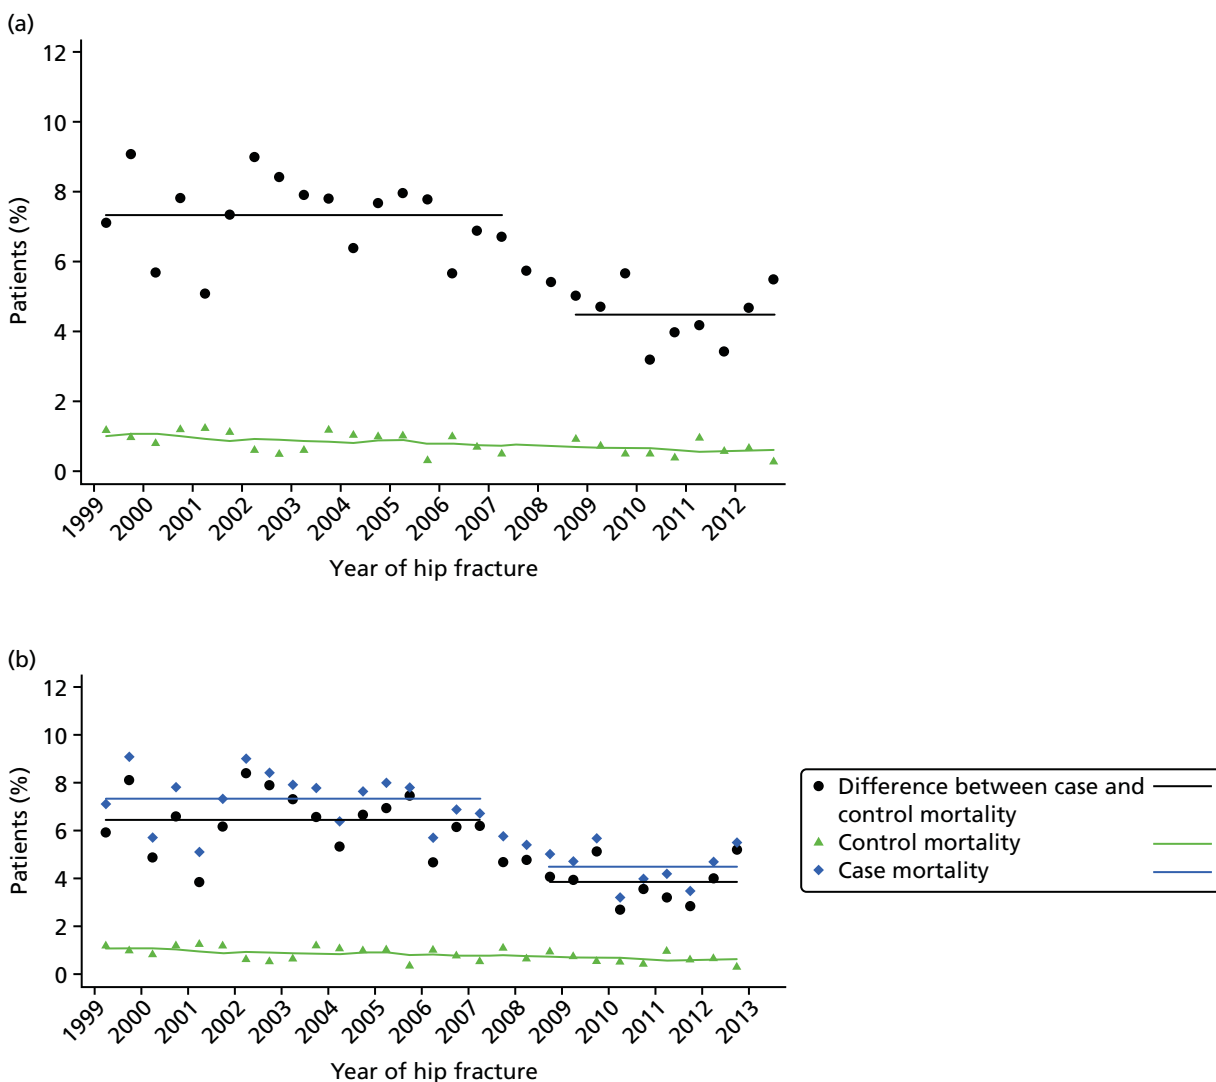 (a)
12
10
8
6
4
2
0
Patients (%)
1999 2000 2001 2002 2003 2004 2005 2006 2007 2008 2009 2010 2011 2012
Year of hip fracture
(b)
12
10
8
6
4
2
0
Patients (%)
1999 2000 2001 2002 2003 2004 2005 2006 2007 2008 2009 2010 2011 2012 2013
Year of hip fracture
Difference between case and
control mortality
Control mortality
Case mortality